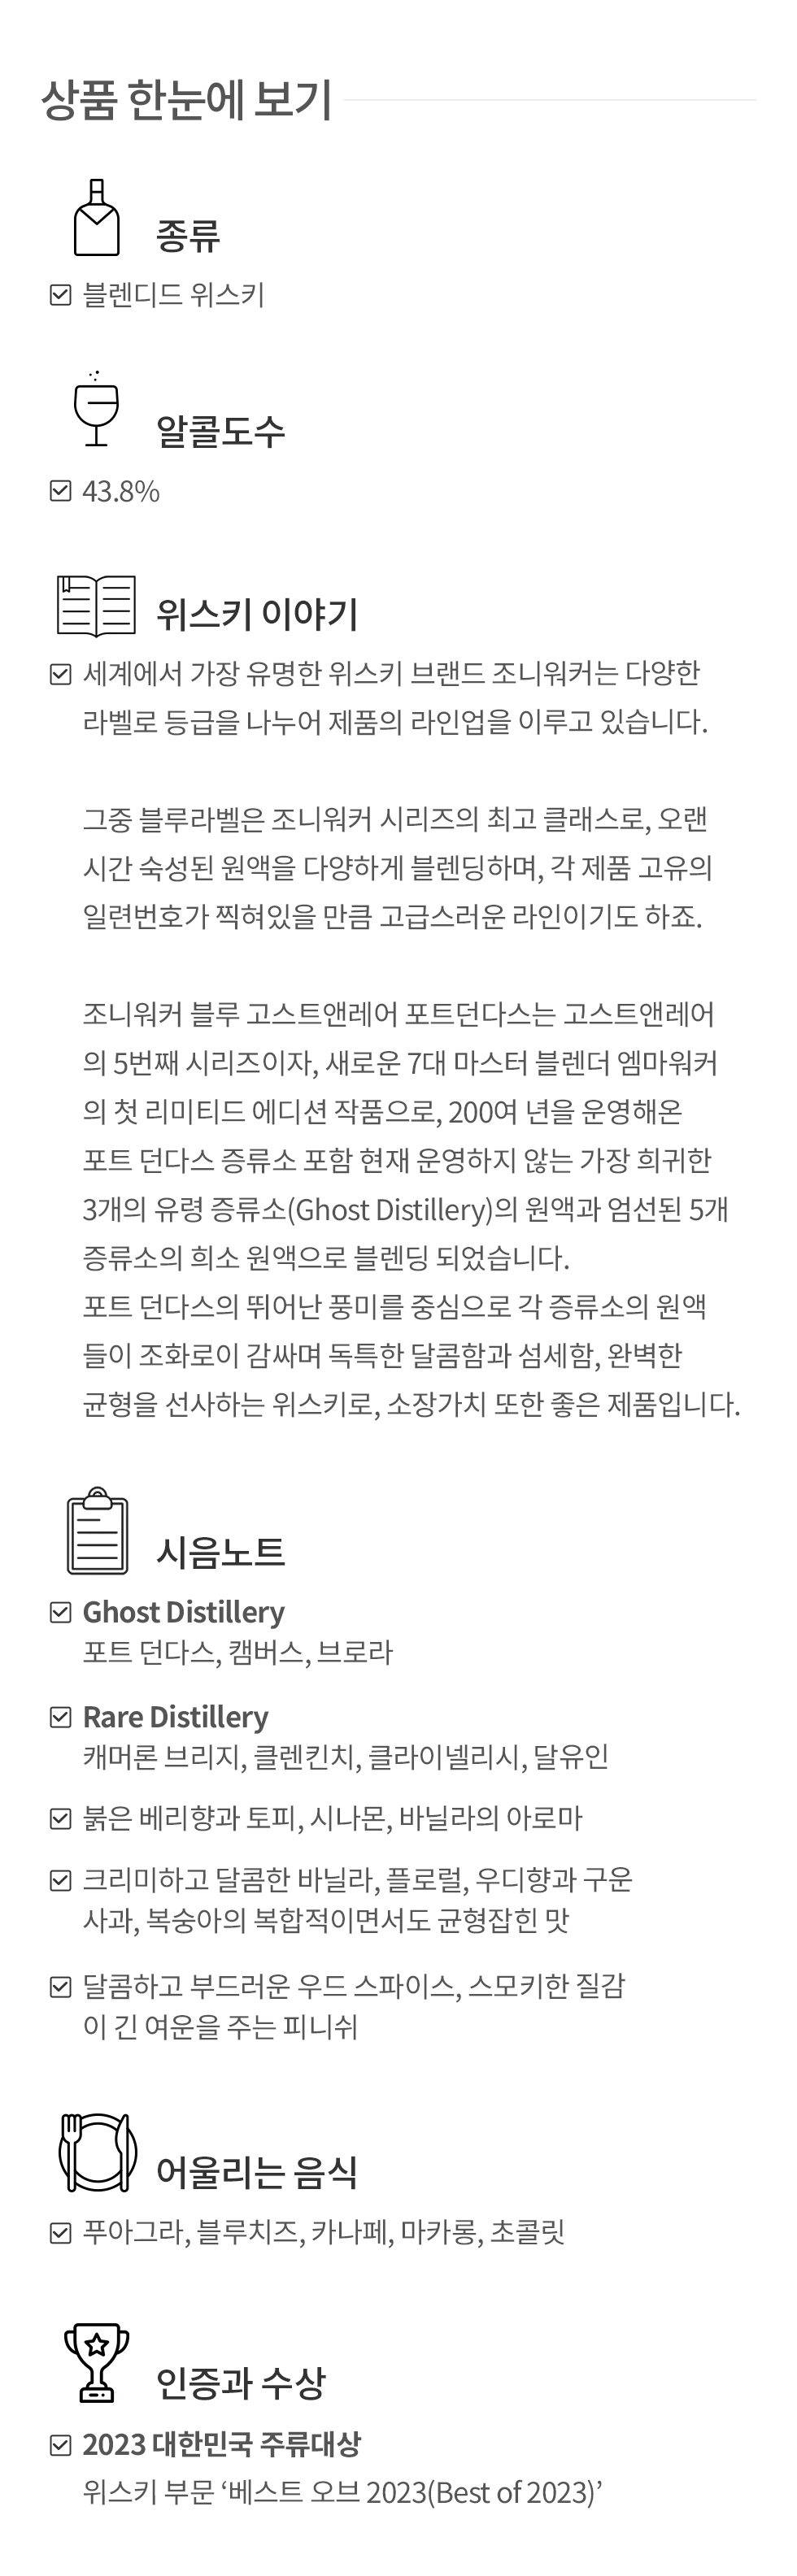 상품 한눈에 보기
종류
블렌디드 위스키
알콜도수
43.8%
위스키 이야기
세계에서 가장 유명한 위스키 브랜드 조니워커는 다양한
라벨로 등급을 나누어 제품의 라인업을 이루고 있습니다.
그중 블루라벨은 조니워커 시리즈의 최고 클래스로, 오랜
시간 숙성된 원액을 다양하게 블렌딩하며, 각 제품 고유의
일련번호가 찍혀있을 만큼 고급스러운 라인이기도 하죠.
조니워커 블루 고스트앤레어 포트던다스는 고스트앤레어
의 5번째 시리즈이자, 새로운 7대 마스터 블렌더 엠마워커
의 첫 리미티드 에디션 작품으로, 200여 년을 운영해온
포트 던다스 증류소 포함 현재 운영하지 않는 가장 희귀한
3개의 유령 증류소(Ghost Distillery)의 원액과 엄선된 5개
증류소의 희소 원액으로 블렌딩 되었습니다.
포트 던다스의 뛰어난 풍미를 중심으로 각 증류소의 원액
들이 조화로이 감싸며 독특한 달콤함과 섬세함, 완벽한
균형을 선사하는 위스키로, 소장가치 또한 좋은 제품입니다.
시음노트
Ghost Distillery
포트 던다스, 캠버스, 브로라
Rare Distillery
캐머론 브리지, 클렌킨치, 클라이넬리시, 달유인
붉은 베리향과 토피, 시나몬, 바닐라의 아로마
크리미하고 달콤한 바닐라, 플로럴, 우디향과 구운
사과, 복숭아의 복합적이면서도 균형잡힌 맛
달콤하고 부드러운 우드 스파이스, 스모키한 질감
이 긴 여운을 주는 피니쉬
어울리는 음식
푸아그라, 블루치즈, 카나페, 마카롱, 초콜릿
인증과 수상
2023 대한민국 주류대상
위스키 부문 ‘베스트 오브 2023(Best of 2023)’